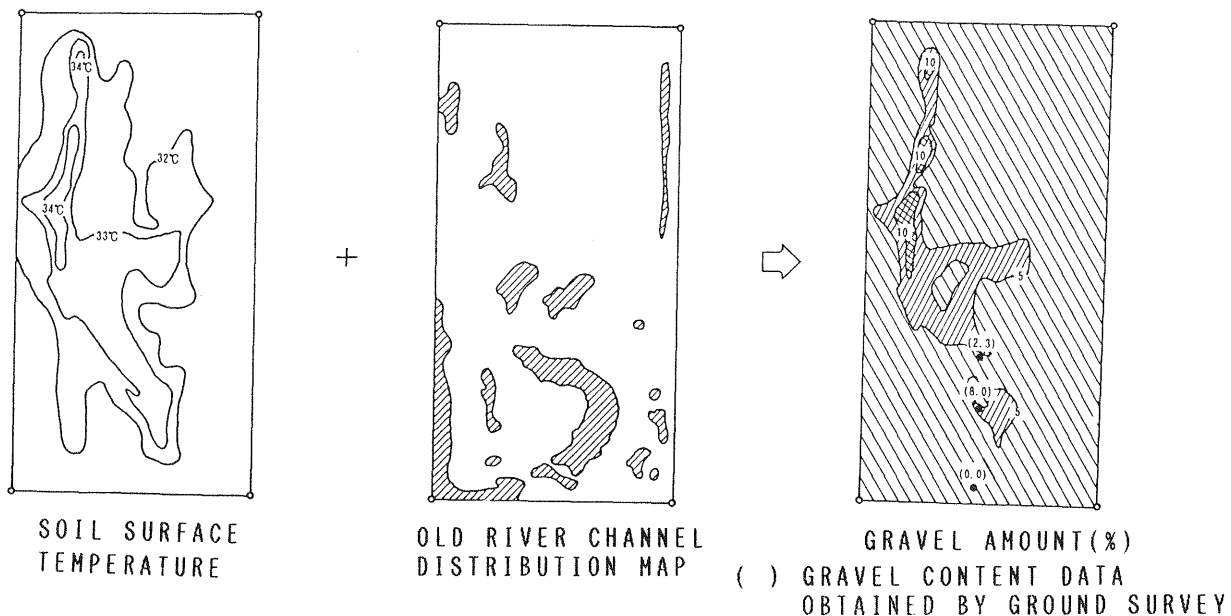 34℃
32℃
34℃
33℃
+
10
10
10
5
(2.3)
(8.0)
5
(0.0)
SOIL SURFACE
TEMPERATURE
OLD RIVER CHANNEL
DISTRIBUTION MAP
GRAVEL AMOUNT(%)
( ) GRAVEL CONTENT DATA
OBTAINED BY GROUND SURVEY